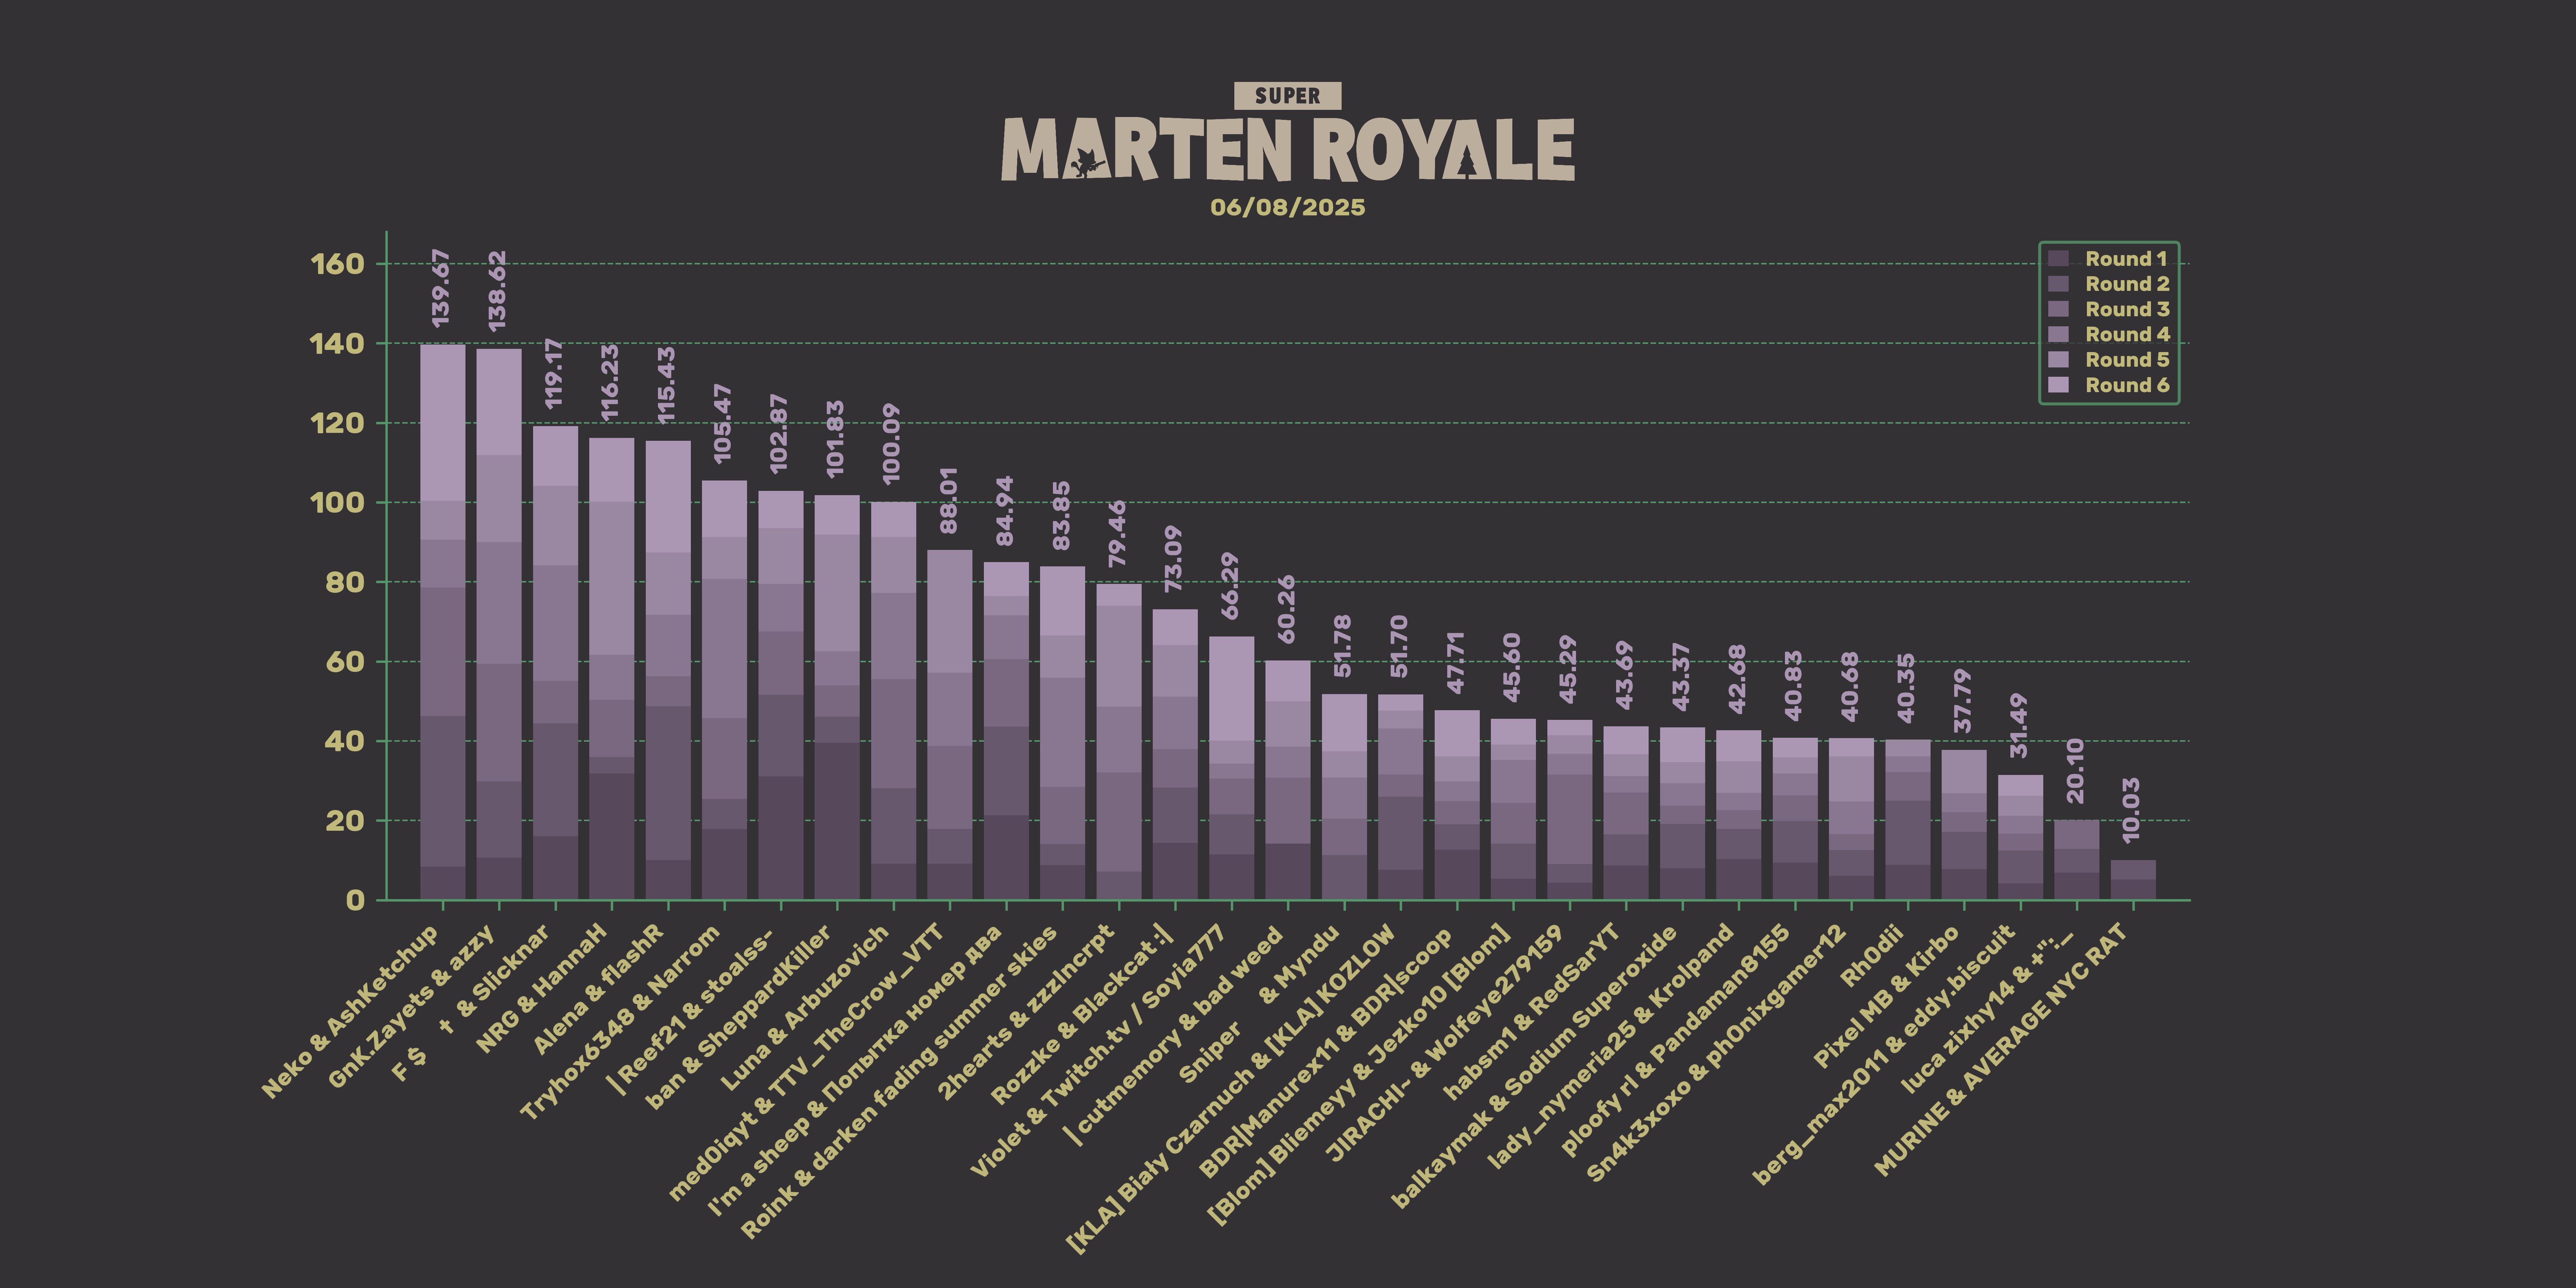 SUPER
MARTEN ROYALE
06/08/2025
160
140
120
100
80
60
40
20
0
139.67
138.62
119.17
116.23
115.43
105.47
102.87
101.83
100.09
88.01
84.94
83.85
79.46
73.09
66.29
60.26
51.78
51.70
47.71
45.60
45.29
43.69
43.37
42.68
40.83
40.68
40.35
37.79
31.49
20.10
10.03
Round 1
Round 2
Round 3
Round 4
Round 5
Round 6
Neko & AshKetchup
GnK.Zayets & azzy
F $ † & Slicknar
NRG & HannaH
Alena & flashR
Tryhox6348 & Narrom
|Reef21 & stoalss-
ban & SheppardKiller
Luna & Arbuzovich
med0iqyt & TTV_TheCrow_VTT
I'm a sheep & Попытка номер два
Roink & darken fading summer skies
2hearts & zzzlncrpt
Rozzke & Blackcat:-]
Violet & Twitch.tv / Soyia777
| cutmemory & bad weed
Sniper & Myndu
[KLA] Biały Czarnuch & [KLA] KOZLOW
BDR|Manurex11 & BDR|scoop
[Blom] Bliemeyy & Jezko10 [Blom]
JIRACHI~ & Wolfeye279159
habsm1 & RedSarYT
balkaymak & Sodium Superoxide
lady_nymeria25 & Krolpand
ploofy rl & Pandaman8155
Sn4k3xoxo & ph0nixgamer12
Rh0dii
Pixel MB & Kirbo
berg_max2011 & eddy.biscuit
luca zixhy14 & +":._
MURINE & AVERAGE NYC RAT